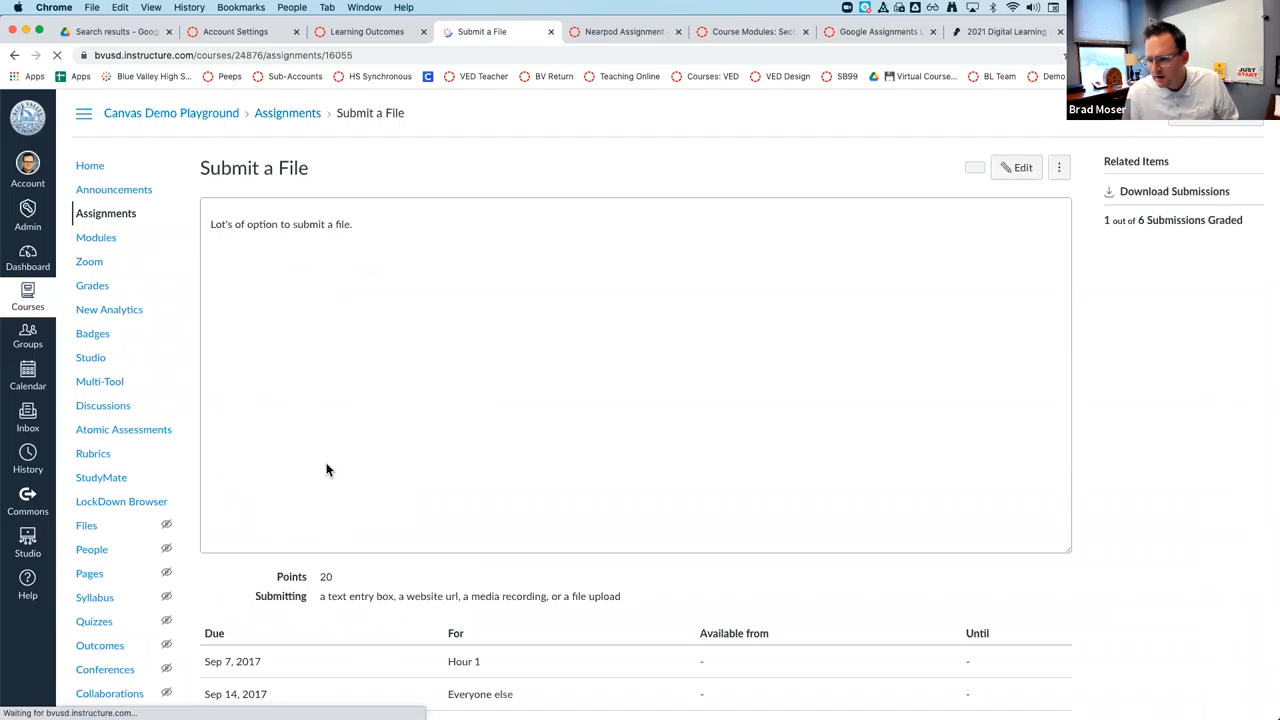 Chrome File Edit View History Bookmarks People Tab Window Help
Search results - Goog
Account Settings
Learning Outcomes
Submit a File
Nearpod Assignment
Course Modules: Sec
Google Assignments L
2021 Digital Learning
bvusd.instructure.com/courses/24876/assignments/16055
Apps Apps Blue Valley High S... Peeps Sub-Accounts HS Synchronous VED Teacher BV Return Teaching Online Courses: VED VED Design SB99 Virtual Course... BL Team Demo
JUST
START
Brad Moser
Canvas Demo Playground › Assignments › Submit a File
Account
Admin
Dashboard
Courses
Groups
Calendar
Inbox
History
Commons
Studio
Help
Home
Announcements
Assignments
Modules
Zoom
Grades
New Analytics
Badges
Studio
Multi-Tool
Discussions
Atomic Assessments
Rubrics
StudyMate
LockDown Browser
Files
People
Pages
Syllabus
Quizzes
Outcomes
Conferences
Collaborations
Submit a File
Edit
Lot's of option to submit a file.
Points 20
Submitting a text entry box, a website url, a media recording, or a file upload
Due For Available from Until
Sep 7, 2017 Hour 1 - -
Sep 14, 2017 Everyone else - -
Related Items
Download Submissions
1 out of 6 Submissions Graded
Waiting for bvusd.instructure.com...